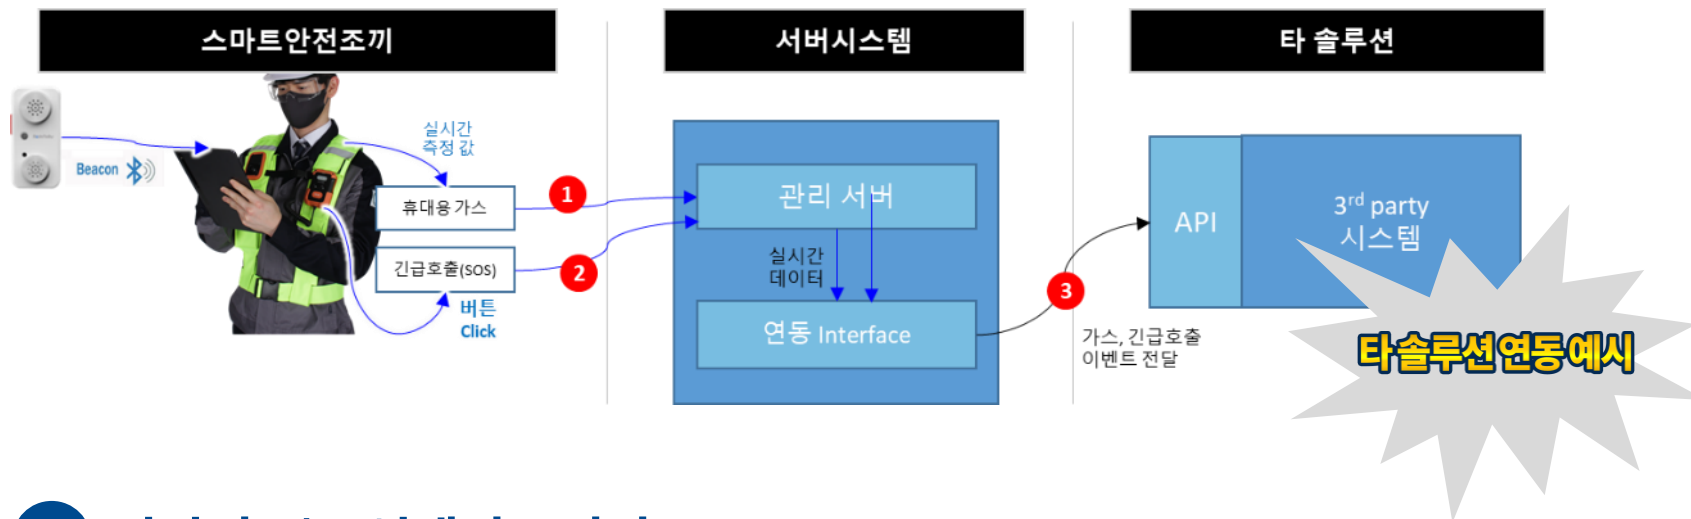 스마트안전조끼
서버시스템
타 솔루션
Beacon
실시간
측정 값
휴대용 가스
1
긴급호출(SOS)
2
버튼
Click
관리 서버
실시간
데이터
연동 Interface
3
가스, 긴급호출
이벤트 전달
API
3rd party
시스템
타솔루션연동예시